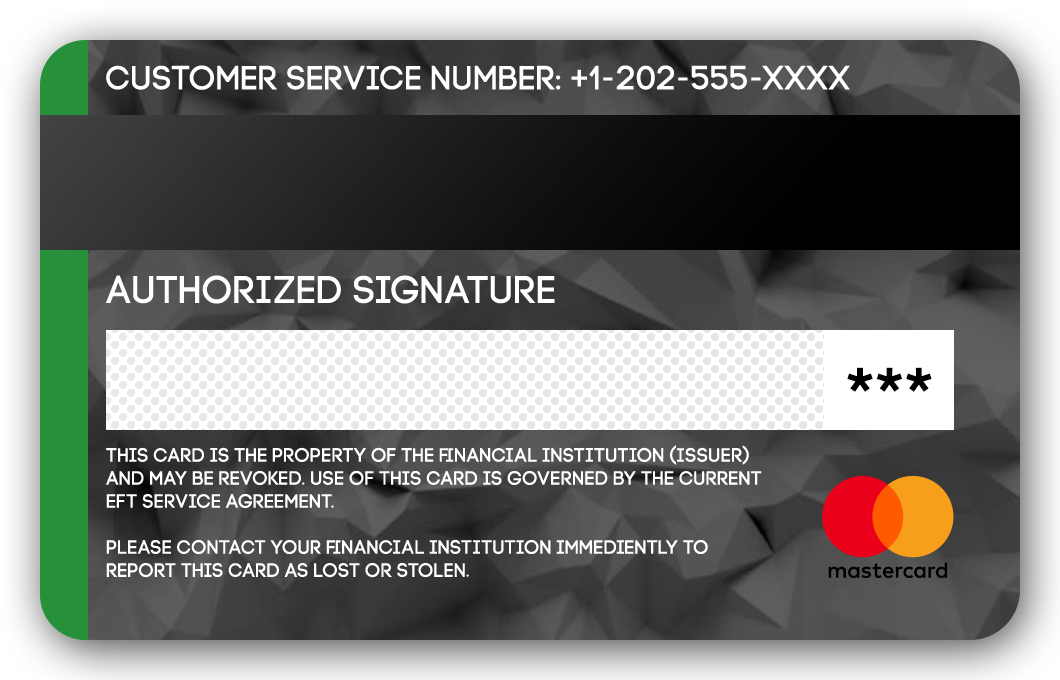 CUSTOMER SERVICE NUMBER: +1-202-555-XXXX
AUTHORIZED SIGNATURE
***
THIS CARD IS THE PROPERTY OF THE FINANCIAL INSTITUTION (ISSUER)
AND MAY BE REVOKED. USE OF THIS CARD IS GOVERNED BY THE CURRENT
EFT SERVICE AGREEMENT.
PLEASE CONTACT YOUR FINANCIAL INSTITUTION IMMEDIENTLY TO
REPORT THIS CARD AS LOST OR STOLEN.
mastercard